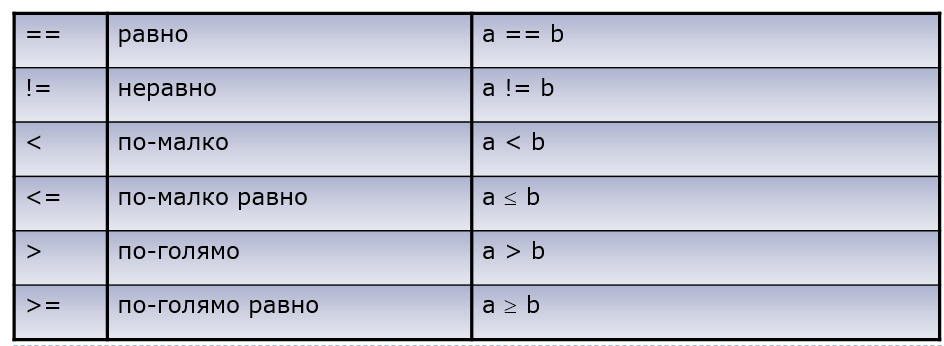 == равно a == b
!= неравно a != b
< по-малко a < b
<= по-малко равно a ≤ b
> по-голямо a > b
>= по-голямо равно a ≥ b